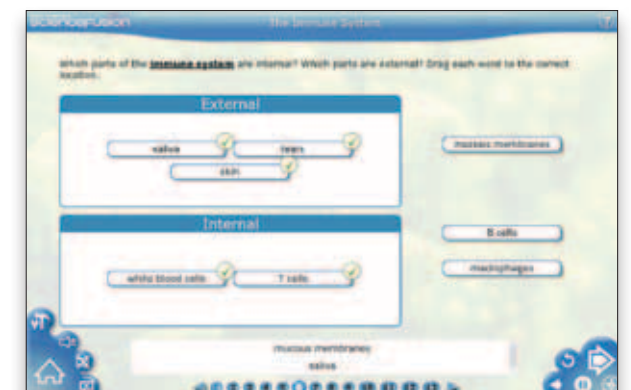 sciencefusion The Immune System
Which parts of the immune system are internal? Which parts are external? Drag each word to the correct
location.
External
saliva tears mucous membranes
skin
Internal
B cells
white blood cells T cells macrophages
mucous membranes
saliva